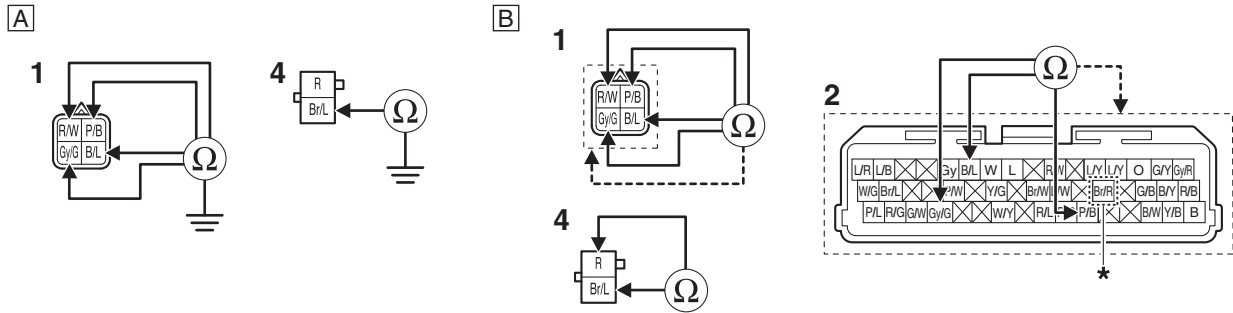 A
1
R/W P/B
Gy/G B/L
Ω
4
R
Br/L
Ω
B
1
R/W P/B
Gy/G B/L
Ω
4
R
Br/L
Ω
2
Ω
L/R L/B Gy B/L W L R/W L/Y L/Y O G/Y Gy/R
W/G Br/L P/W Y/G Br/W Br/R G/B B/Y R/B
P/L R/G G/W Gy/G W/Y R/L P/B B/W Y/B B
*